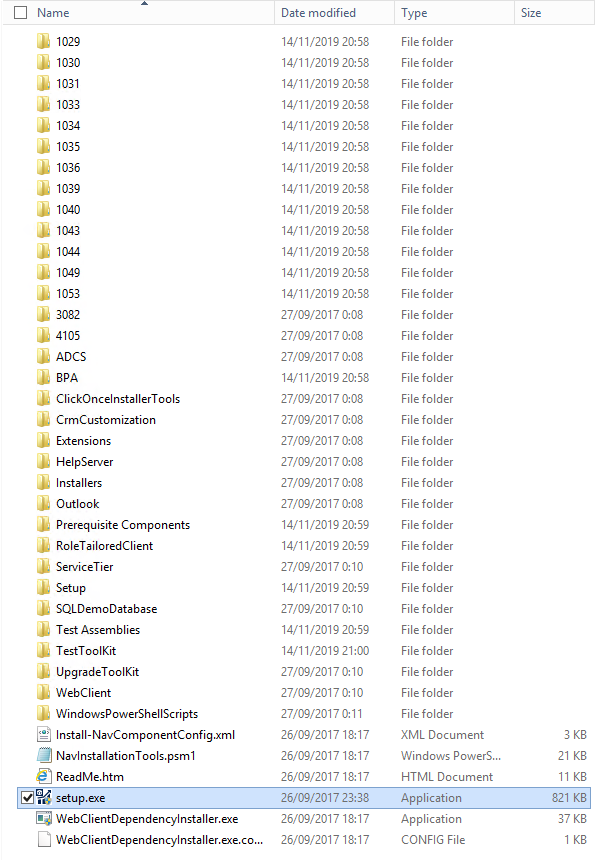 Name Date modified Type Size
1029 14/11/2019 20:58 File folder
1030 14/11/2019 20:58 File folder
1031 14/11/2019 20:58 File folder
1033 14/11/2019 20:58 File folder
1034 14/11/2019 20:58 File folder
1035 14/11/2019 20:58 File folder
1036 14/11/2019 20:58 File folder
1039 14/11/2019 20:58 File folder
1040 14/11/2019 20:58 File folder
1043 14/11/2019 20:58 File folder
1044 14/11/2019 20:58 File folder
1049 14/11/2019 20:58 File folder
1053 14/11/2019 20:58 File folder
3082 27/09/2017 0:08 File folder
4105 27/09/2017 0:08 File folder
ADCS 27/09/2017 0:08 File folder
BPA 14/11/2019 20:58 File folder
ClickOnceInstallerTools 27/09/2017 0:08 File folder
CrmCustomization 27/09/2017 0:08 File folder
Extensions 27/09/2017 0:08 File folder
HelpServer 27/09/2017 0:08 File folder
Installers 27/09/2017 0:08 File folder
Outlook 27/09/2017 0:08 File folder
Prerequisite Components 14/11/2019 20:59 File folder
RoleTailoredClient 14/11/2019 20:59 File folder
ServiceTier 27/09/2017 0:10 File folder
Setup 14/11/2019 20:59 File folder
SQLDemoDatabase 27/09/2017 0:10 File folder
Test Assemblies 14/11/2019 20:59 File folder
TestToolKit 14/11/2019 21:00 File folder
UpgradeToolKit 27/09/2017 0:10 File folder
WebClient 27/09/2017 0:10 File folder
WindowsPowerShellScripts 27/09/2017 0:11 File folder
Install-NavComponentConfig.xml 26/09/2017 18:17 XML Document 3 KB
NavInstallationTools.psm1 26/09/2017 18:17 Windows PowerS... 21 KB
ReadMe.htm 26/09/2017 18:17 HTML Document 11 KB
setup.exe 26/09/2017 23:38 Application 821 KB
WebClientDependencyInstaller.exe 26/09/2017 18:17 Application 37 KB
WebClientDependencyInstaller.exe.co... 26/09/2017 18:17 CONFIG File 1 KB